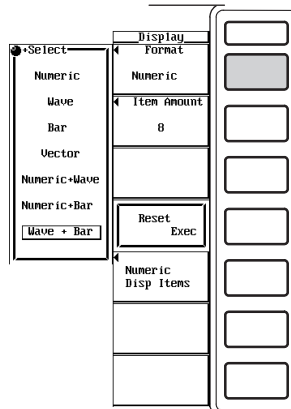 Display
Select
Numeric
Wave
Bar
Vector
Numeric+Wave
Numeric+Bar
Wave + Bar
Format
Numeric
Item Amount
8
Reset
Exec
Numeric
Disp Items